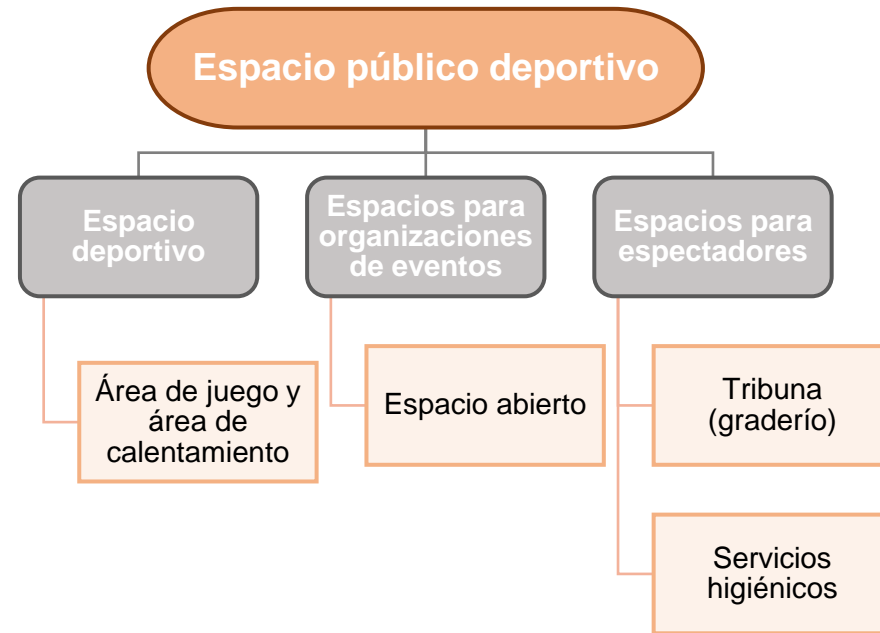 Espacio público deportivo
Espacio
deportivo
Espacios para
organizaciones
de eventos
Espacios para
espectadores
Área de juego y
área de
calentamiento
Espacio abierto
Tribuna
(graderío)
Servicios
higiénicos